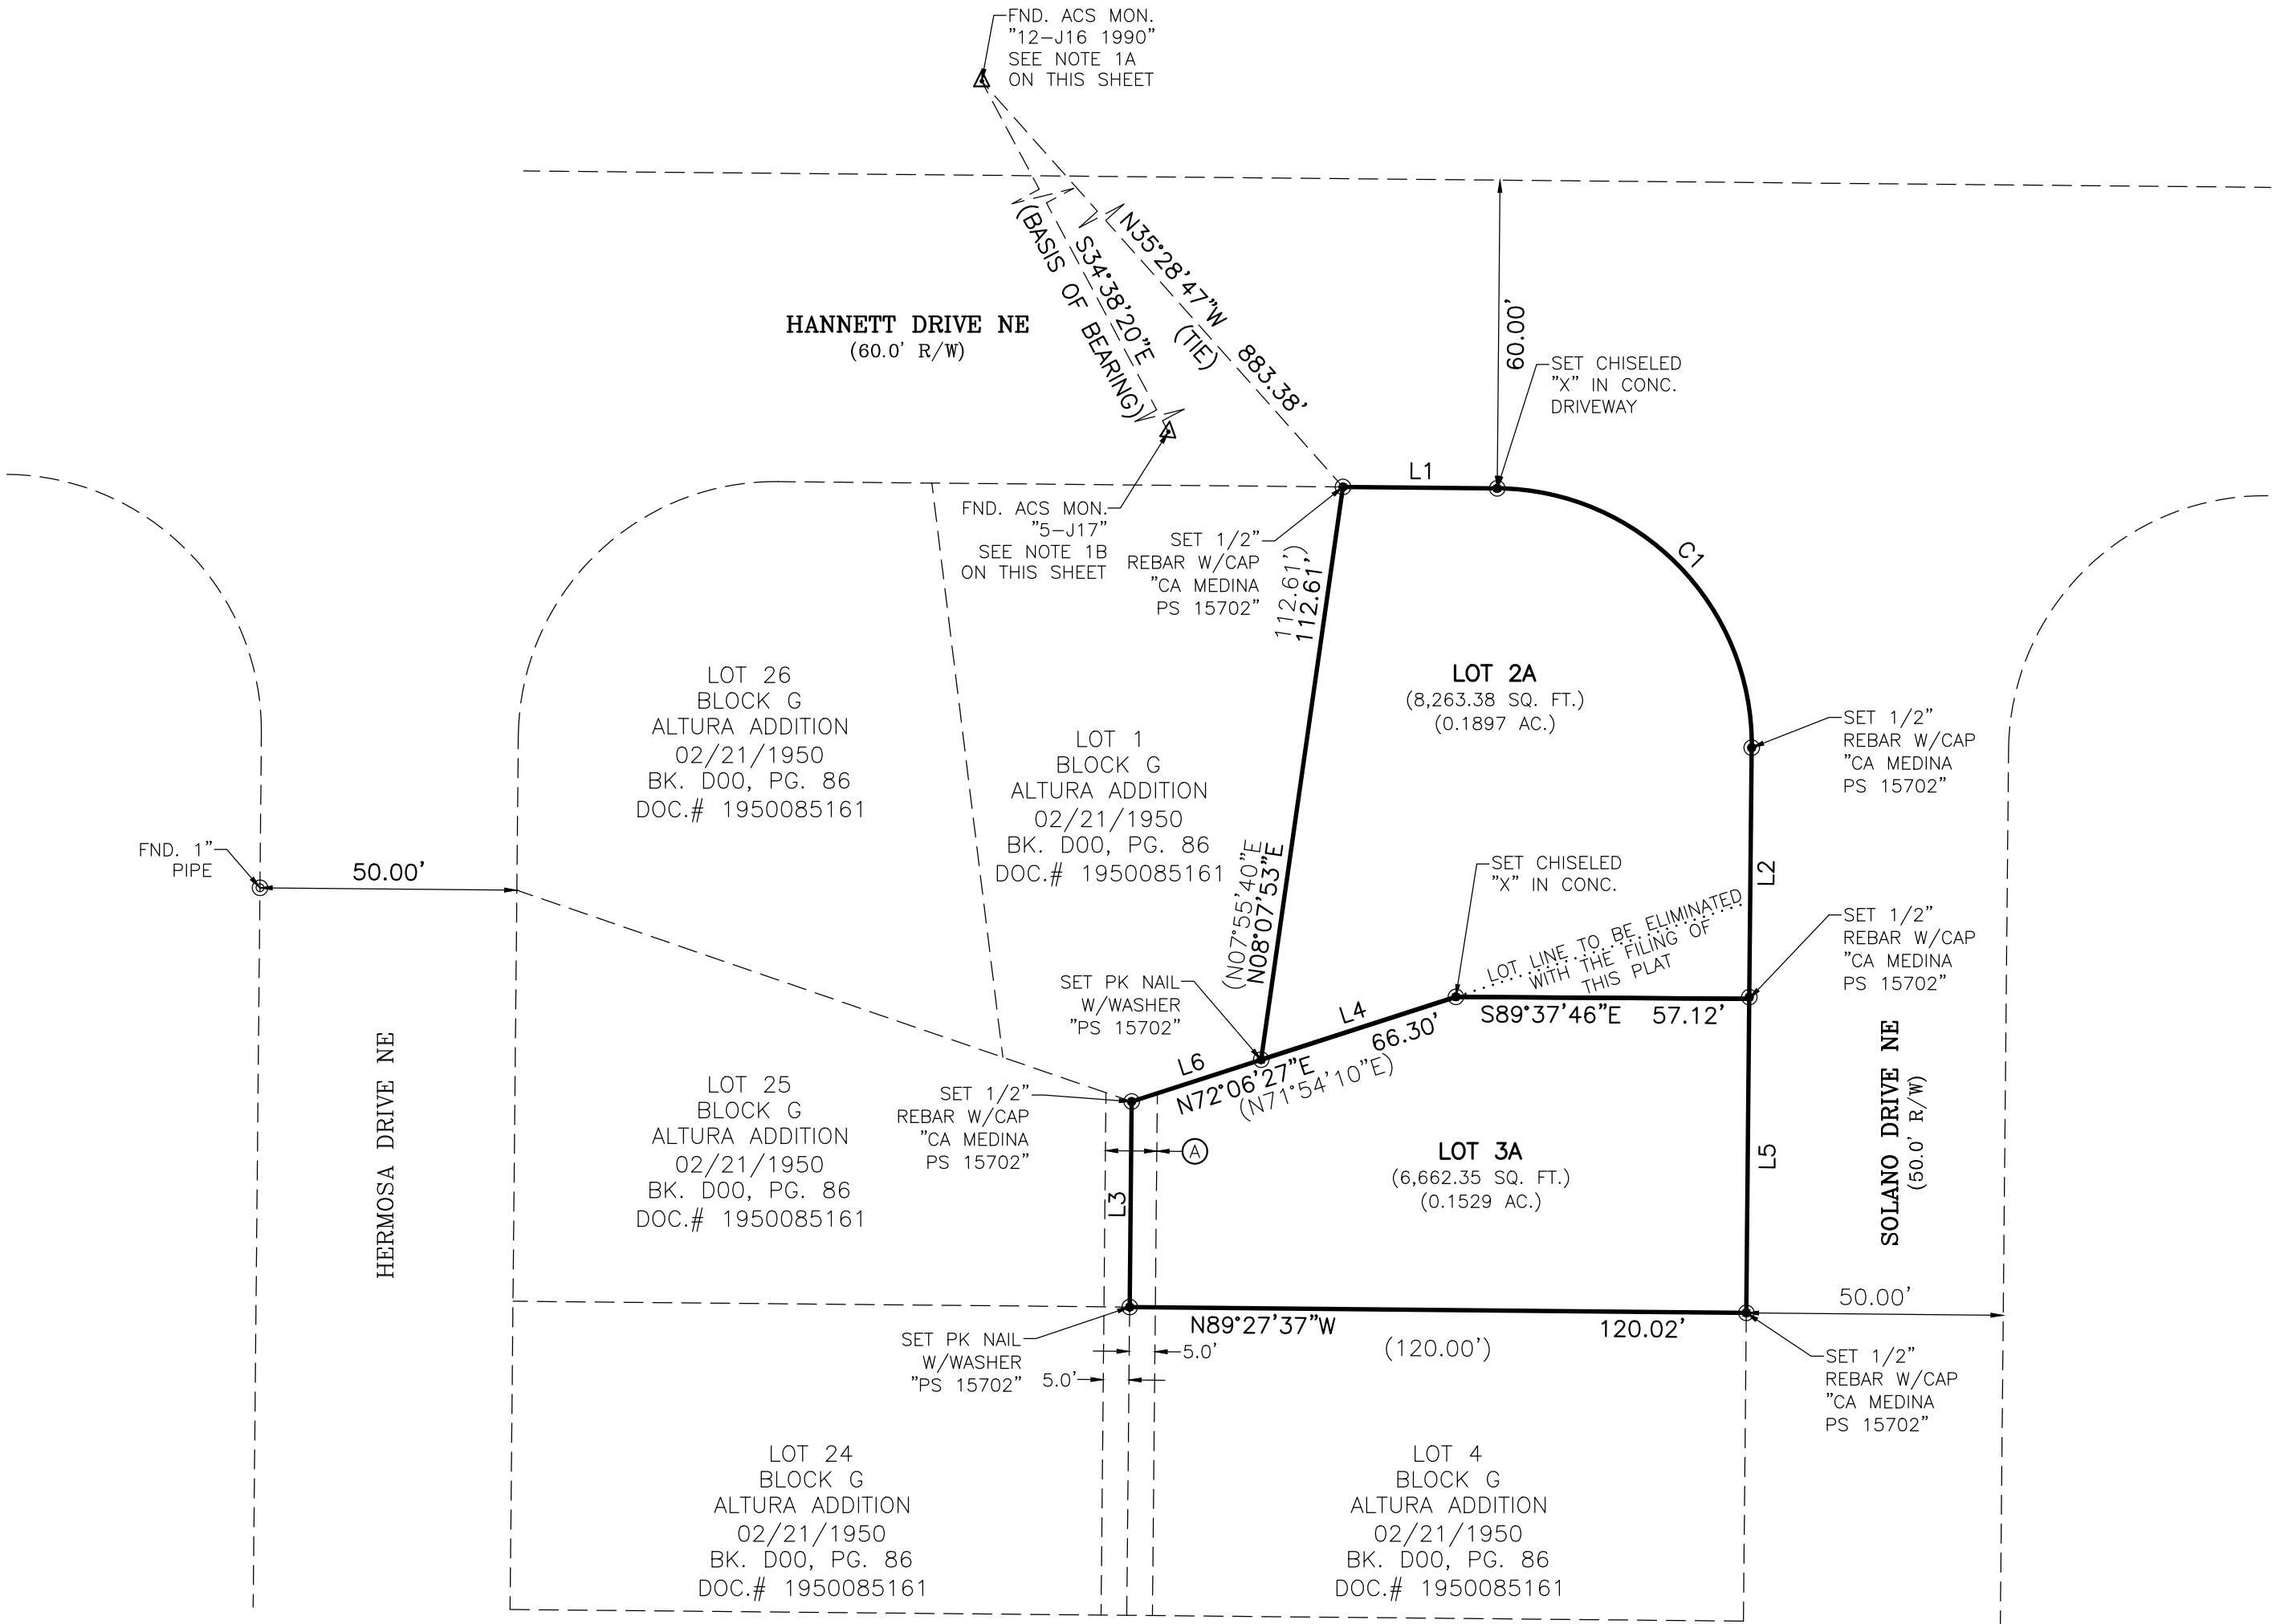 FND. ACS MON.
"12-J16 1990"
SEE NOTE 1A
ON THIS SHEET
(BASIS OF BEARING)
S34°38'20"E
N35°28'47"W
(TIE)
883.38'
HANNETT DRIVE NE
(60.0' R/W)
60.00'
SET CHISELED
"X" IN CONC.
DRIVEWAY
L1
C1
FND. ACS MON.
"5-J17"
SEE NOTE 1B
ON THIS SHEET
SET 1/2"
REBAR W/CAP
"CA MEDINA
PS 15702"
(112.61')
112.61'
LOT 26
BLOCK G
ALTURA ADDITION
02/21/1950
BK. D00, PG. 86
DOC.# 1950085161
LOT 1
BLOCK G
ALTURA ADDITION
02/21/1950
BK. D00, PG. 86
DOC.# 1950085161
LOT 2A
(8,263.38 SQ. FT.)
(0.1897 AC.)
SET 1/2"
REBAR W/CAP
"CA MEDINA
PS 15702"
FND. 1"
PIPE
50.00'
(N07°55'40"E
N08°07'53"E
SET CHISELED
"X" IN CONC.
L2
LOT LINE TO BE ELIMINATED
WITH THE FILING OF
THIS PLAT
SET 1/2"
REBAR W/CAP
"CA MEDINA
PS 15702"
SET PK NAIL
W/WASHER
"PS 15702"
L4
66.30'
S89°37'46"E 57.12'
L6
N72°06'27"E
(N71°54'10"E)
HERMOSA DRIVE NE
SOLANO DRIVE NE
(50.0' R/W)
LOT 25
BLOCK G
ALTURA ADDITION
02/21/1950
BK. D00, PG. 86
DOC.# 1950085161
SET 1/2"
REBAR W/CAP
"CA MEDINA
PS 15702"
A
L3
LOT 3A
(6,662.35 SQ. FT.)
(0.1529 AC.)
L5
50.00'
N89°27'37"W 120.02'
(120.00')
SET PK NAIL
W/WASHER
"PS 15702"
5.0'
5.0'
SET 1/2"
REBAR W/CAP
"CA MEDINA
PS 15702"
LOT 24
BLOCK G
ALTURA ADDITION
02/21/1950
BK. D00, PG. 86
DOC.# 1950085161
LOT 4
BLOCK G
ALTURA ADDITION
02/21/1950
BK. D00, PG. 86
DOC.# 1950085161